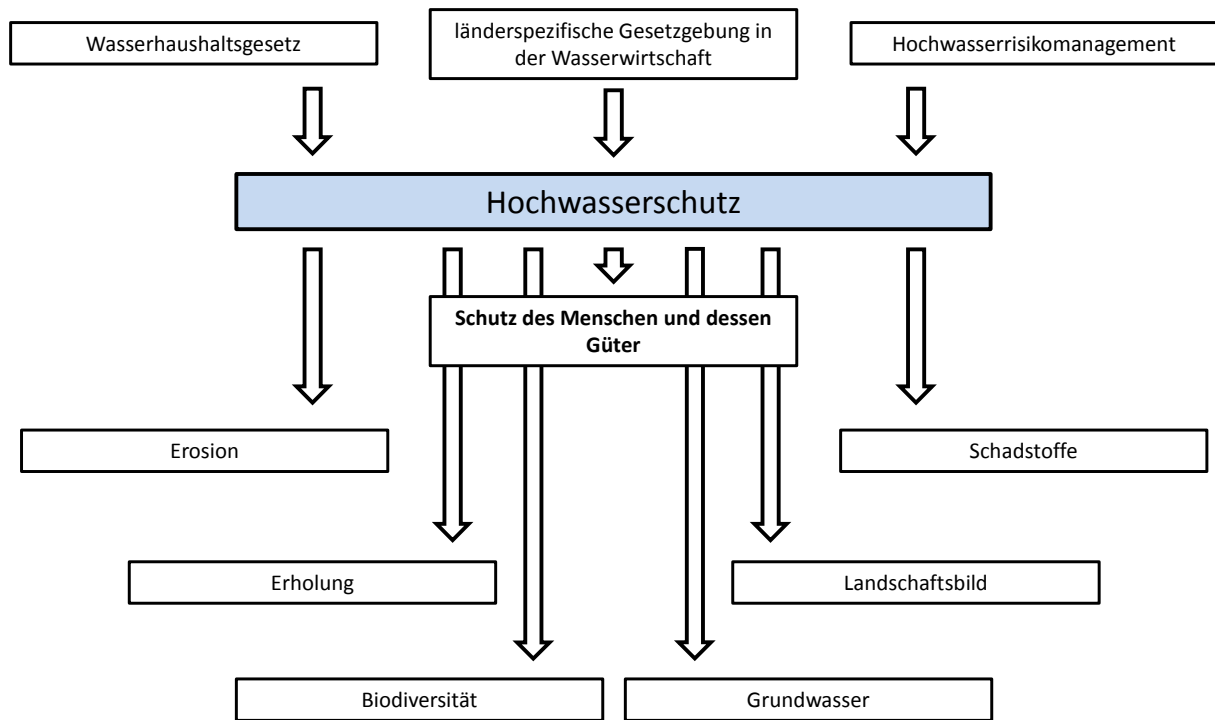 Wasserhaushaltsgesetz
länderspezifische Gesetzgebung in
der Wasserwirtschaft
Hochwasserrisikomanagement
Hochwasserschutz
Schutz des Menschen und dessen
Güter
Erosion
Schadstoffe
Erholung
Landschaftsbild
Biodiversität
Grundwasser